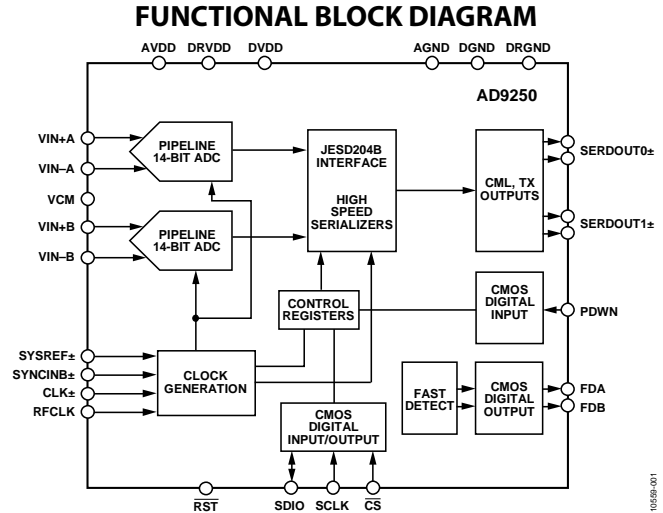 FUNCTIONAL BLOCK DIAGRAM
AVDD DRVDD DVDD AGND DGND DRGND
AD9250
VIN+A
VIN–A
VCM
VIN+B
VIN–B
PIPELINE
14-BIT ADC
PIPELINE
14-BIT ADC
JESD204B
INTERFACE
HIGH
SPEED
SERIALIZERS
CML, TX
OUTPUTS
SERDOUT0±
SERDOUT1±
CONTROL
REGISTERS
CMOS
DIGITAL
INPUT
PDWN
SYSREF±
SYNCINB±
CLK±
RFCLK
CLOCK
GENERATION
CMOS
DIGITAL
INPUT/OUTPUT
FAST
DETECT
CMOS
DIGITAL
OUTPUT
FDA
FDB
RST SDIO SCLK CS
10559-001